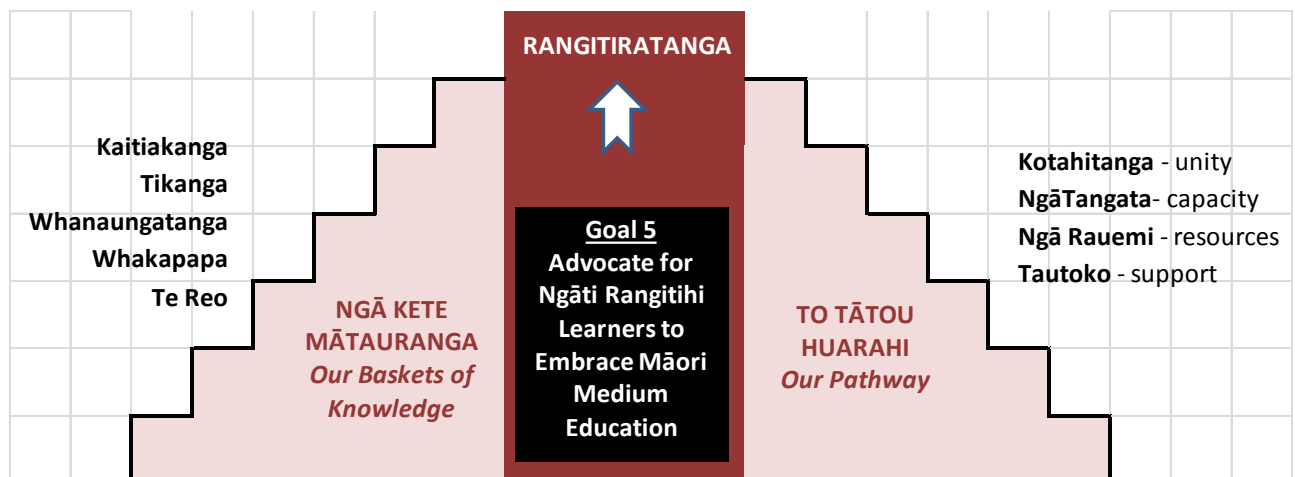 RANGITIRATANGA
Kaitiakanga
Tikanga
Whanaungatanga
Whakapapa
Te Reo
NGĀ KETE
MĀTAURANGA
Our Baskets of
Knowledge
Goal 5
Advocate for
Ngāti Rangitihi
Learners to
Embrace Māori
Medium
Education
TO TĀTOU
HUARAHI
Our Pathway
Kotahitanga - unity
NgāTangata- capacity
Ngā Rauemi - resources
Tautoko - support